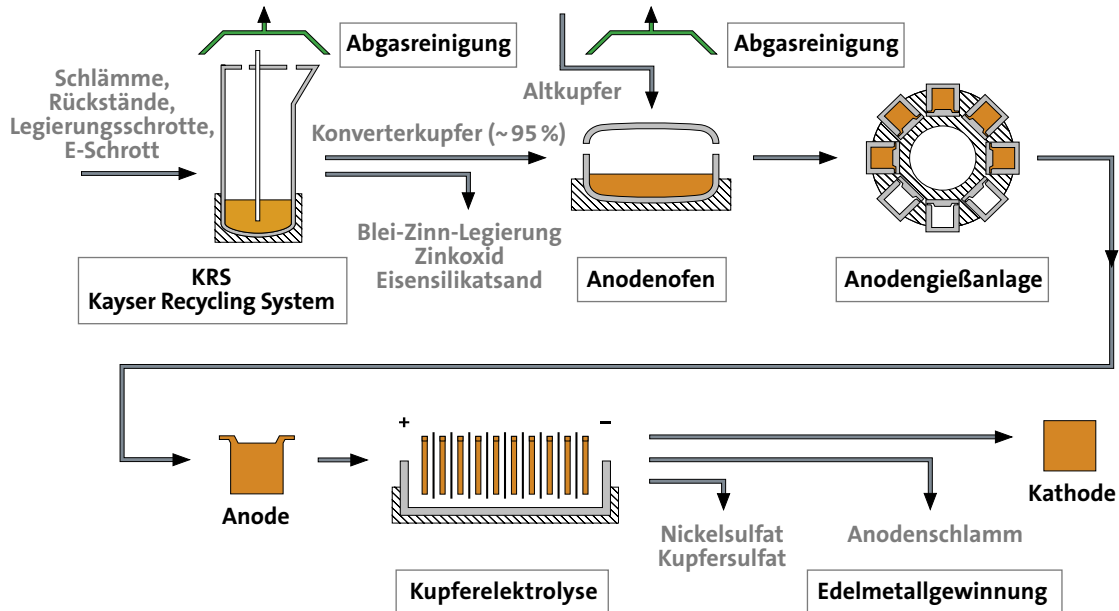 Abgasreinigung
Abgasreinigung
Schlämme,
Rückstände,
Legierungsschrotte,
E-Schrott
Altkupfer
Konverterkupfer (~95 %)
Blei-Zinn-Legierung
Zinkoxid
Eisensilikatsand
KRS
Kayser Recycling System
Anodenofen
Anodengießanlage
+
–
Anode
Kathode
Nickelsulfat
Kupfersulfat
Anodenschlamm
Kupferelektrolyse
Edelmetallgewinnung